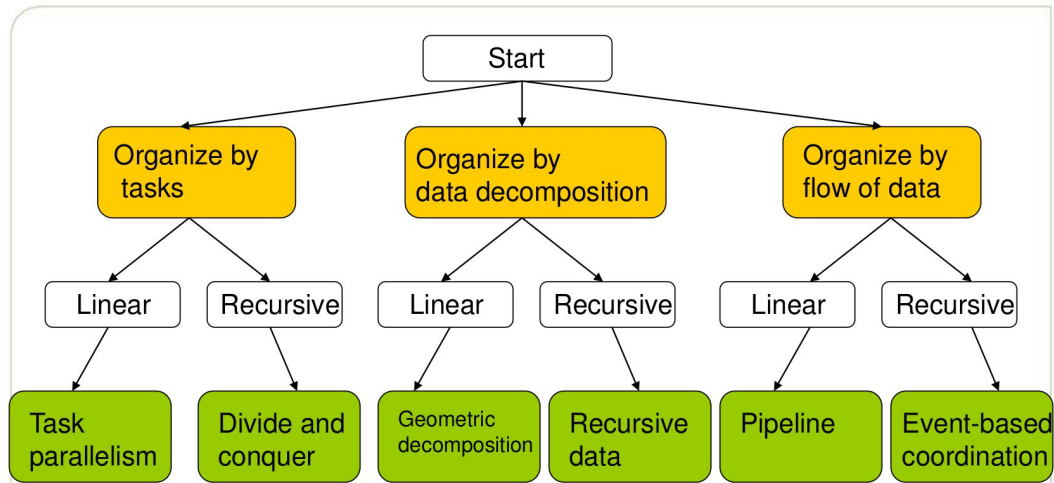 Start
Organize by
tasks
Organize by
data decomposition
Organize by
flow of data
Linear
Recursive
Linear
Recursive
Linear
Recursive
Task
parallelism
Divide and
conquer
Geometric
decomposition
Recursive
data
Pipeline
Event-based
coordination